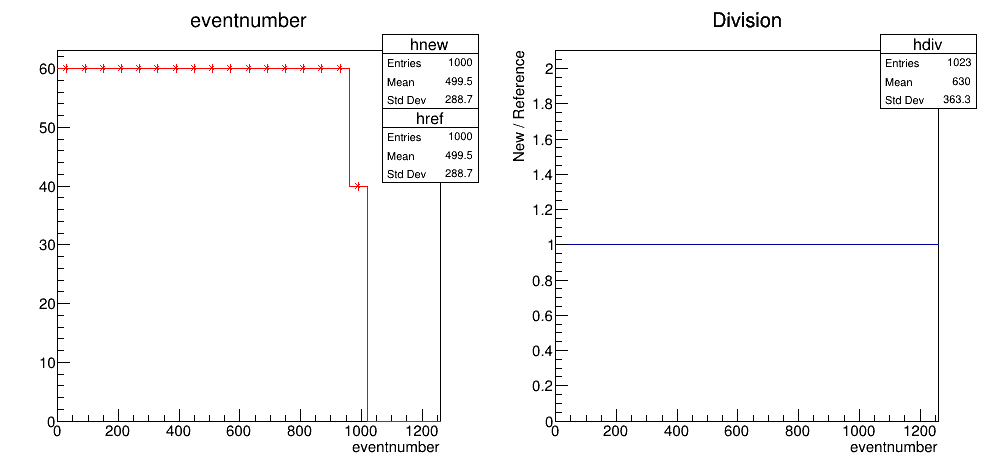 eventnumber
hnew
Entries 1000
Mean 499.5
Std Dev 288.7
href
Entries 1000
Mean 499.5
Std Dev 288.7
60
50
40
30
20
10
0
0 200 400 600 800 1000 1200
eventnumber
Division
hdiv
Entries 1023
Mean 630
Std Dev 363.3
New / Reference
2
1.8
1.6
1.4
1.2
1
0.8
0.6
0.4
0.2
0
0 200 400 600 800 1000 1200
eventnumber